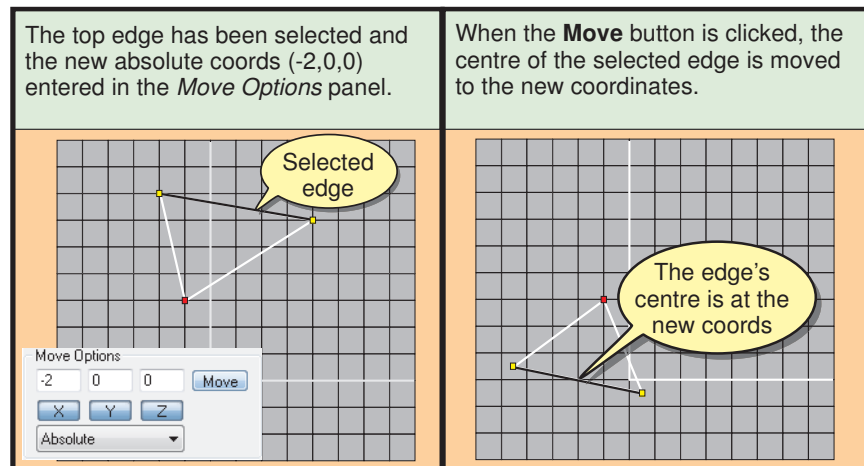 The top edge has been selected and
the new absolute coords (-2,0,0)
entered in the Move Options panel.
Selected
edge
Move Options
-2 0 0 Move
X Y Z
Absolute
When the Move button is clicked, the
centre of the selected edge is moved
to the new coordinates.
The edge's
centre is at the
new coords